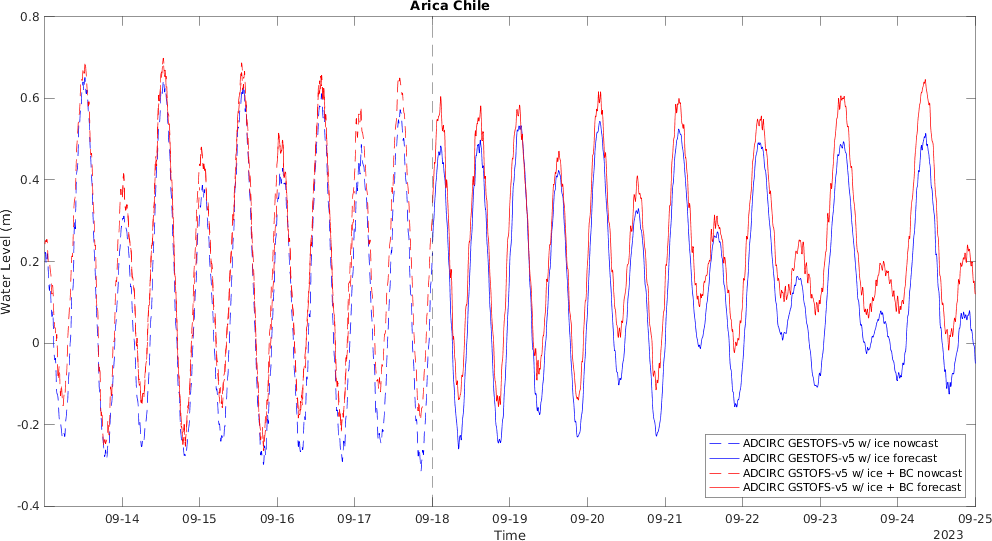 Arica Chile
Water Level (m)
0.8
0.6
0.4
0.2
0
-0.2
-0.4
ADCIRC GESTOFS-v5 w/ ice nowcast
ADCIRC GESTOFS-v5 w/ ice forecast
ADCIRC GSTOFS-v5 w/ ice + BC nowcast
ADCIRC GSTOFS-v5 w/ ice + BC forecast
09-14 09-15 09-16 09-17 09-18 09-19 09-20 09-21 09-22 09-23 09-24 09-25
Time
2023